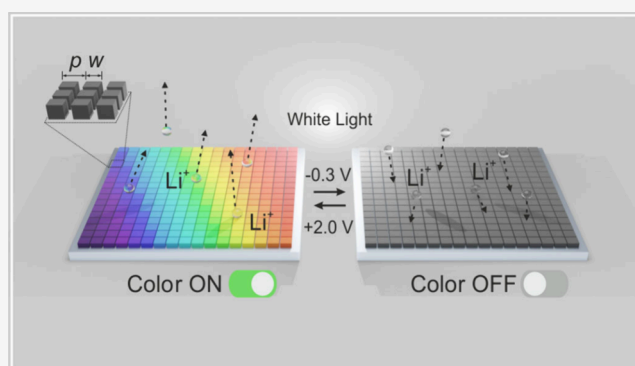 p w
White Light
Li⁺
Li⁺
-0.3 V
+2.0 V
Li⁺
Li⁺
Color ON
Color OFF